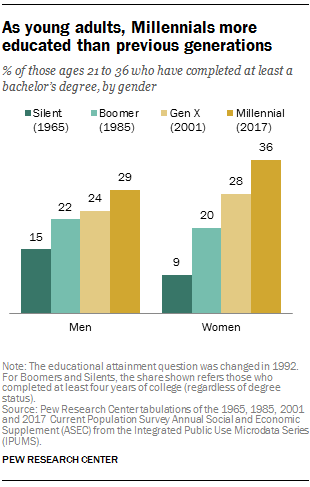 As young adults, Millennials more
educated than previous generations
% of those ages 21 to 36 who have completed at least a
bachelor's degree, by gender
Silent Boomer Gen X Millennial
(1965) (1985) (2001) (2017)
15 22 24 29 9 20 28 36
Men Women
Note: The educational attainment question was changed in 1992.
For Boomers and Silents, the share shown refers those who
completed at least four years of college (regardless of degree
status).
Source: Pew Research Center tabulations of the 1965, 1985, 2001
and 2017 Current Population Survey Annual Social and Economic
Supplement (ASEC) from the Integrated Public Use Microdata Series
(IPUMS).
PEW RESEARCH CENTER